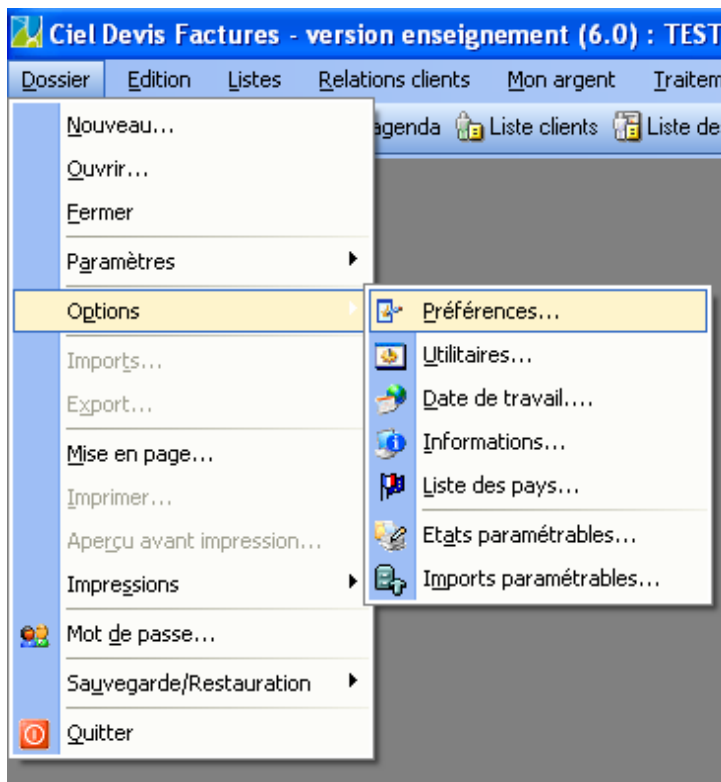 Ciel Devis Factures - version enseignement (6.0) : TEST
Dossier Edition Listes Relations clients Mon argent Traitem
agenda Liste clients Liste de
Nouveau...
Ouvrir...
Fermer
Paramètres
Options
Imports...
Export...
Mise en page...
Imprimer...
Aperçu avant impression...
Impressions
Mot de passe...
Sauvegarde/Restauration
Quitter
Préférences...
Utilitaires...
Date de travail....
Informations...
Liste des pays...
Etats paramétrables...
Imports paramétrables...